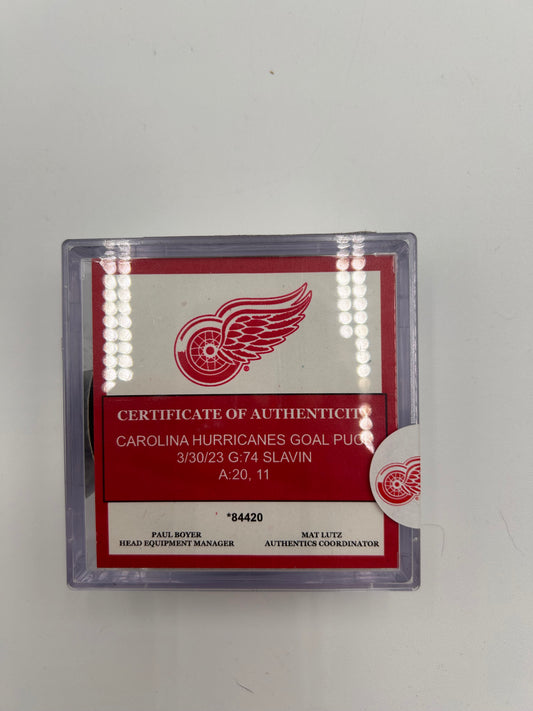 CERTIFICATE OF AUTHENTICITY
CAROLINA HURRICANES GOAL PUCK
3/30/23 G:74 SLAVIN
A:20, 11
*84420
PAUL BOYER
HEAD EQUIPMENT MANAGER
MAT LUTZ
AUTHENTICS COORDINATOR